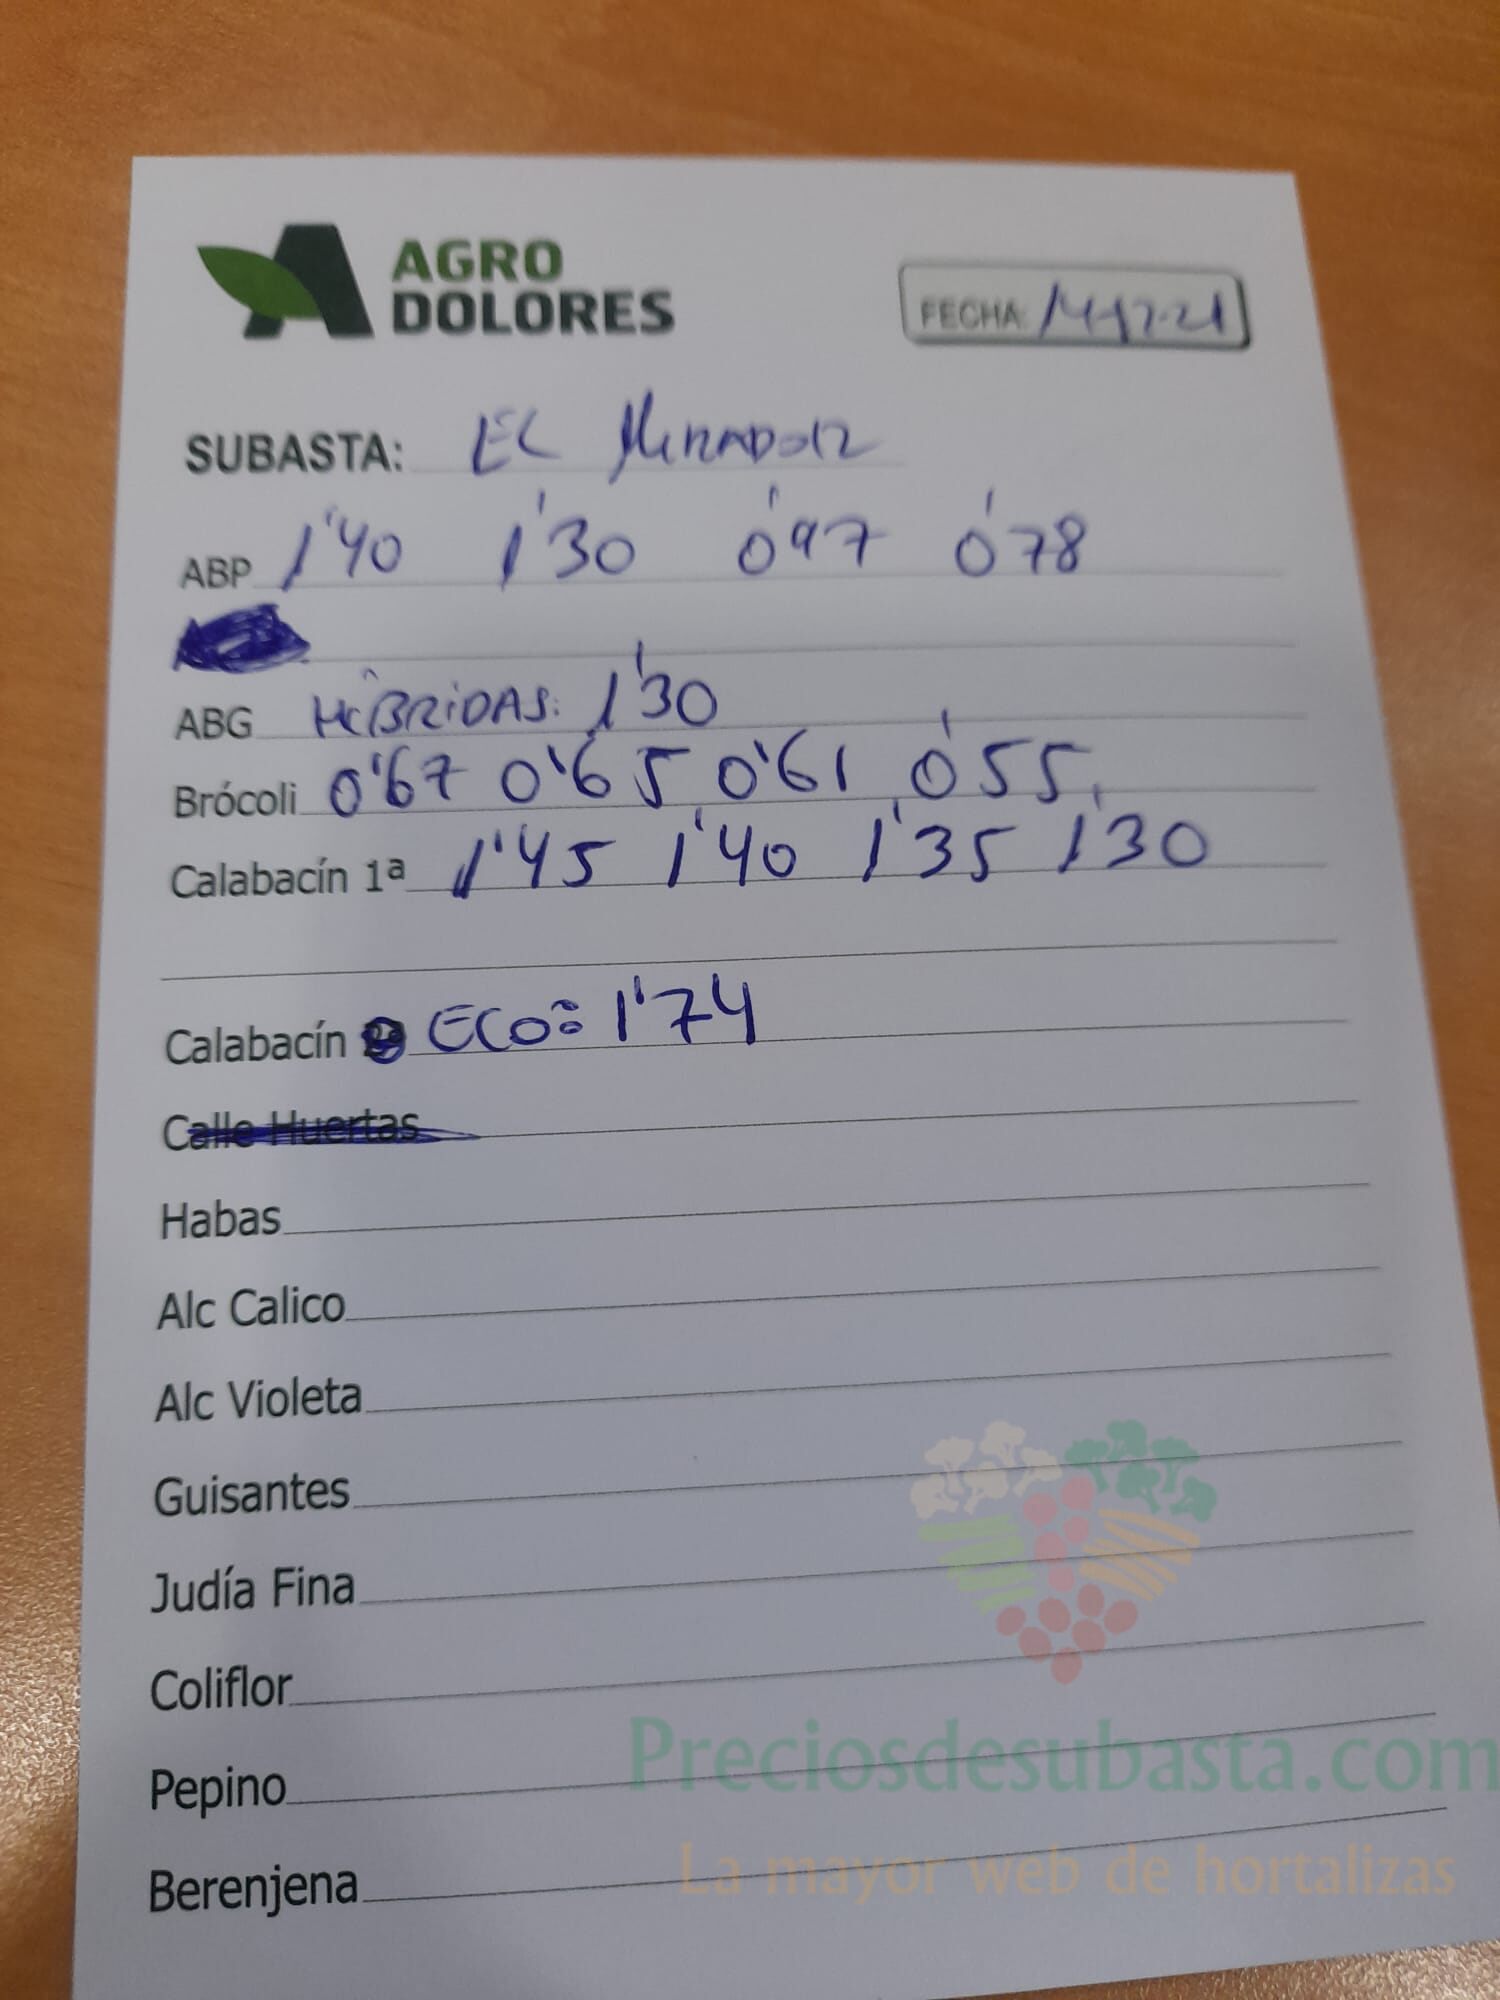 AGRO
DOLORES
FECHA: 14-12-21
SUBASTA: EL MiRADOR
ABP 1'40 1'30 0'97 0'78
ABG HiBRiDAS: 1'30
Brócoli 0'67 0'65 0'61 0'55
Calabacín 1ª 1'45 1'40 1'35 1'30
Calabacín ECO: 1'74
Calle Huertas
Habas
Alc Calico
Alc Violeta
Guisantes
Judía Fina
Coliflor
Pepino
Berenjena
Preciosdesubasta.com
La mayor web de hortalizas